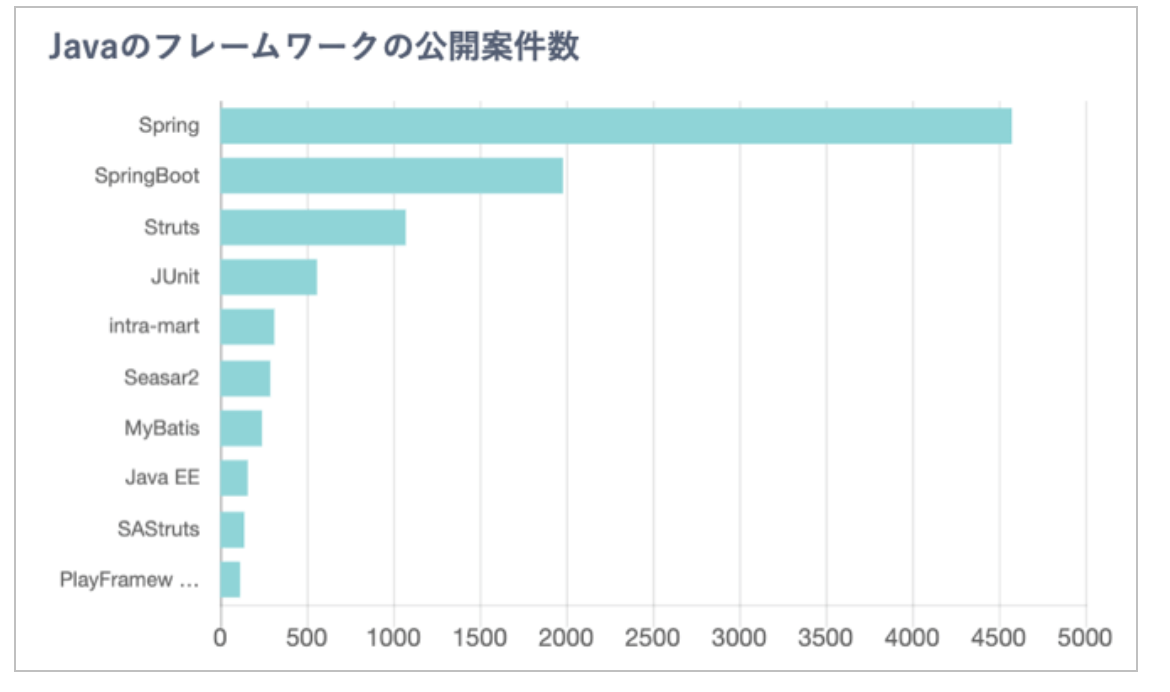 Javaのフレームワークの公開案件数
Spring
SpringBoot
Struts
JUnit
intra-mart
Seasar2
MyBatis
Java EE
SAStruts
PlayFramew ...
0 500 1000 1500 2000 2500 3000 3500 4000 4500 5000